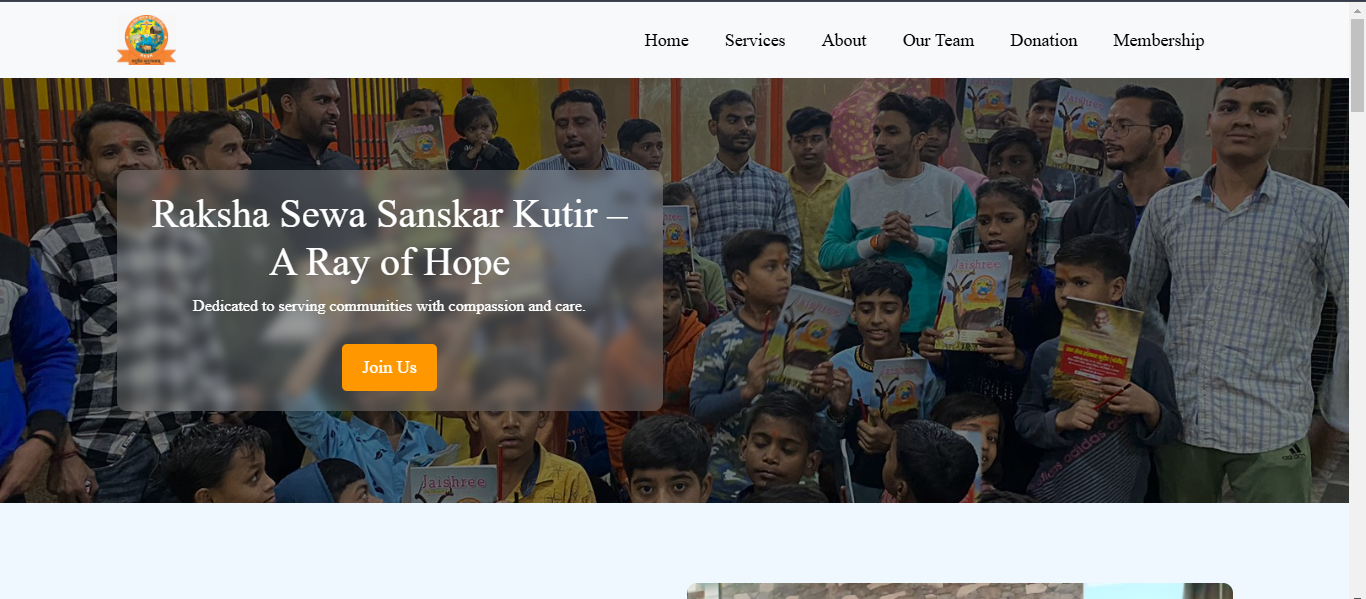 Home Services About Our Team Donation Membership
Jaishree
Jaishree
Raksha Sewa Sanskar Kutir –
A Ray of Hope
Dedicated to serving communities with compassion and care.
Join Us
Jaishree
Jaishree
adidas